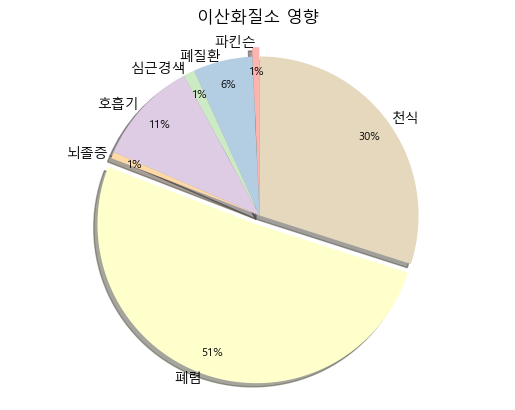 이산화질소 영향
파킨슨
1%
폐질환
6%
심근경색
1%
호흡기
11%
뇌졸증
1%
천식
30%
51%
폐렴